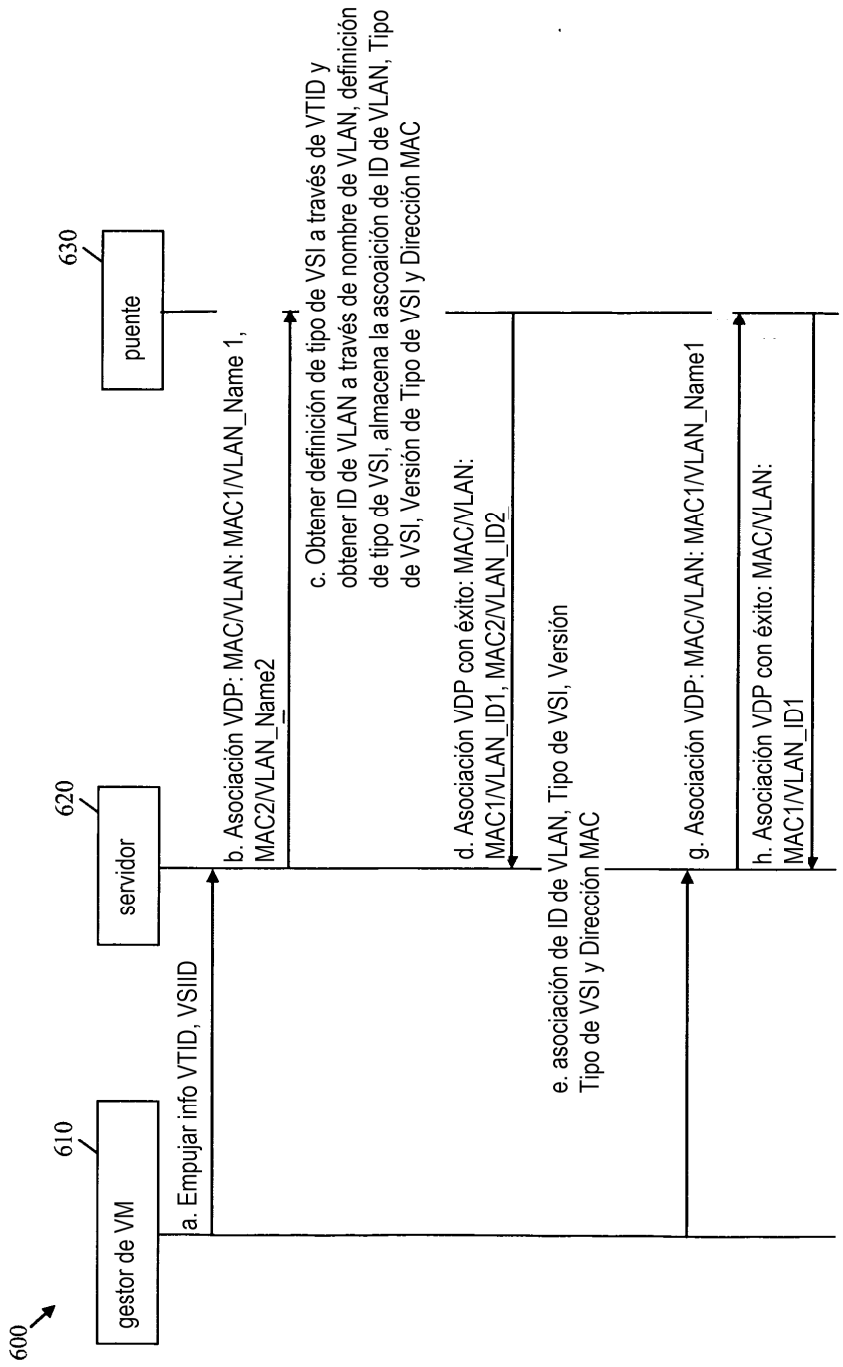 600
610
gestor de VM
620
servidor
630
puente
a. Empujar info VTID, VSIID
b. Asociación VDP: MAC/VLAN: MAC1/VLAN_Name 1,
MAC2/VLAN_Name2
c. Obtener definición de tipo de VSI a través de VTID y
obtener ID de VLAN a través de nombre de VLAN, definición
de tipo de VSI, almacena la ascoaición de ID de VLAN, Tipo
de VSI, Versión de Tipo de VSI y Dirección MAC
d. Asociación VDP con éxito: MAC/VLAN:
MAC1/VLAN_ID1, MAC2/VLAN_ID2
e. asociación de ID de VLAN, Tipo de VSI, Versión
Tipo de VSI y Dirección MAC
g. Asociación VDP: MAC/VLAN: MAC1/VLAN_Name1
h. Asociación VDP con éxito: MAC/VLAN:
MAC1/VLAN_ID1